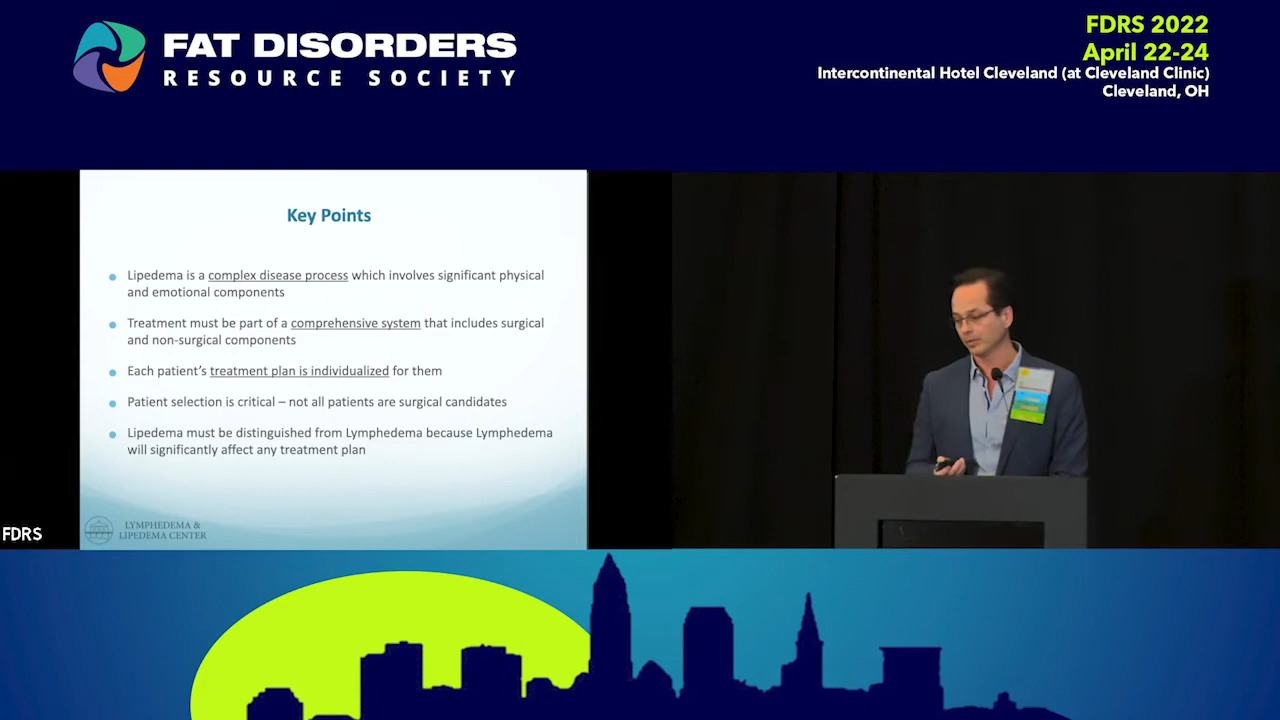 FAT DISORDERS
RESOURCE SOCIETY
FDRS 2022
April 22-24
Intercontinental Hotel Cleveland (at Cleveland Clinic)
Cleveland, OH
Key Points
Lipedema is a complex disease process which involves significant physical
and emotional components
Treatment must be part of a comprehensive system that includes surgical
and non-surgical components
Each patient's treatment plan is individualized for them
Patient selection is critical – not all patients are surgical candidates
Lipedema must be distinguished from Lymphedema because Lymphedema
will significantly affect any treatment plan
LYMPHEDEMA &
LIPEDEMA CENTER
FDRS